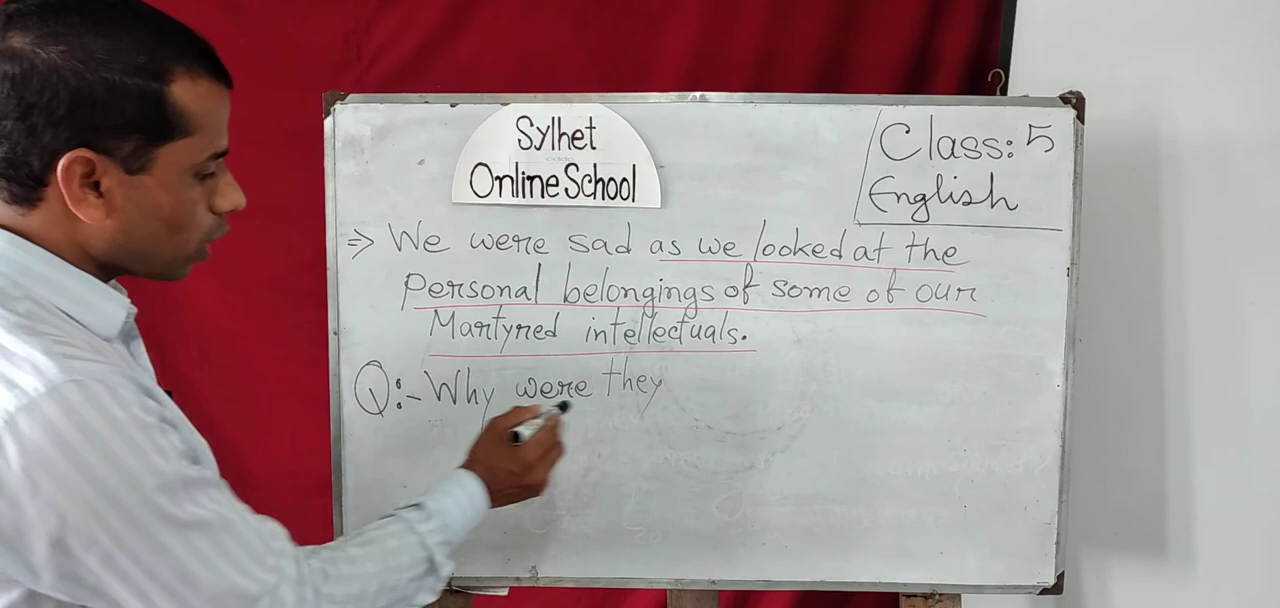 Sylhet
Online School
Class: 5
English
⇒ We were sad as we looked at the
Personal belongings of some of our
Martyred intellectuals.
Q:- Why were they